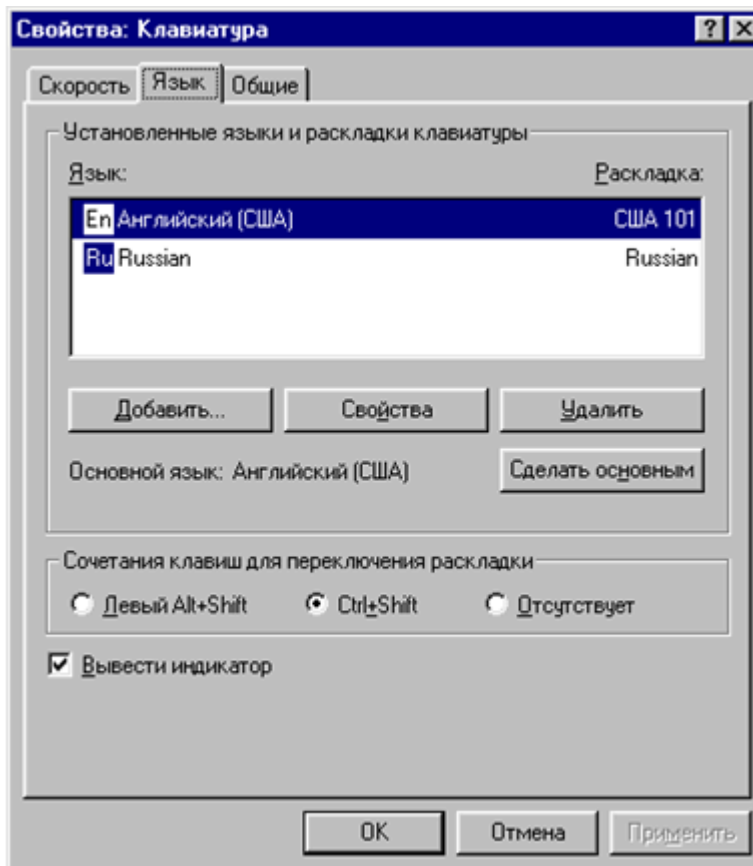 Свойства: Клавиатура
Скорость Язык Общие
Установленные языки и раскладки клавиатуры
Язык: Раскладка:
En Английский (США) США 101
Ru Russian Russian
Добавить... Свойства Удалить
Основной язык: Английский (США) Сделать основным
Сочетания клавиш для переключения раскладки
Левый Alt+Shift Ctrl+Shift Отсутствует
Вывести индикатор
OK Отмена Применить